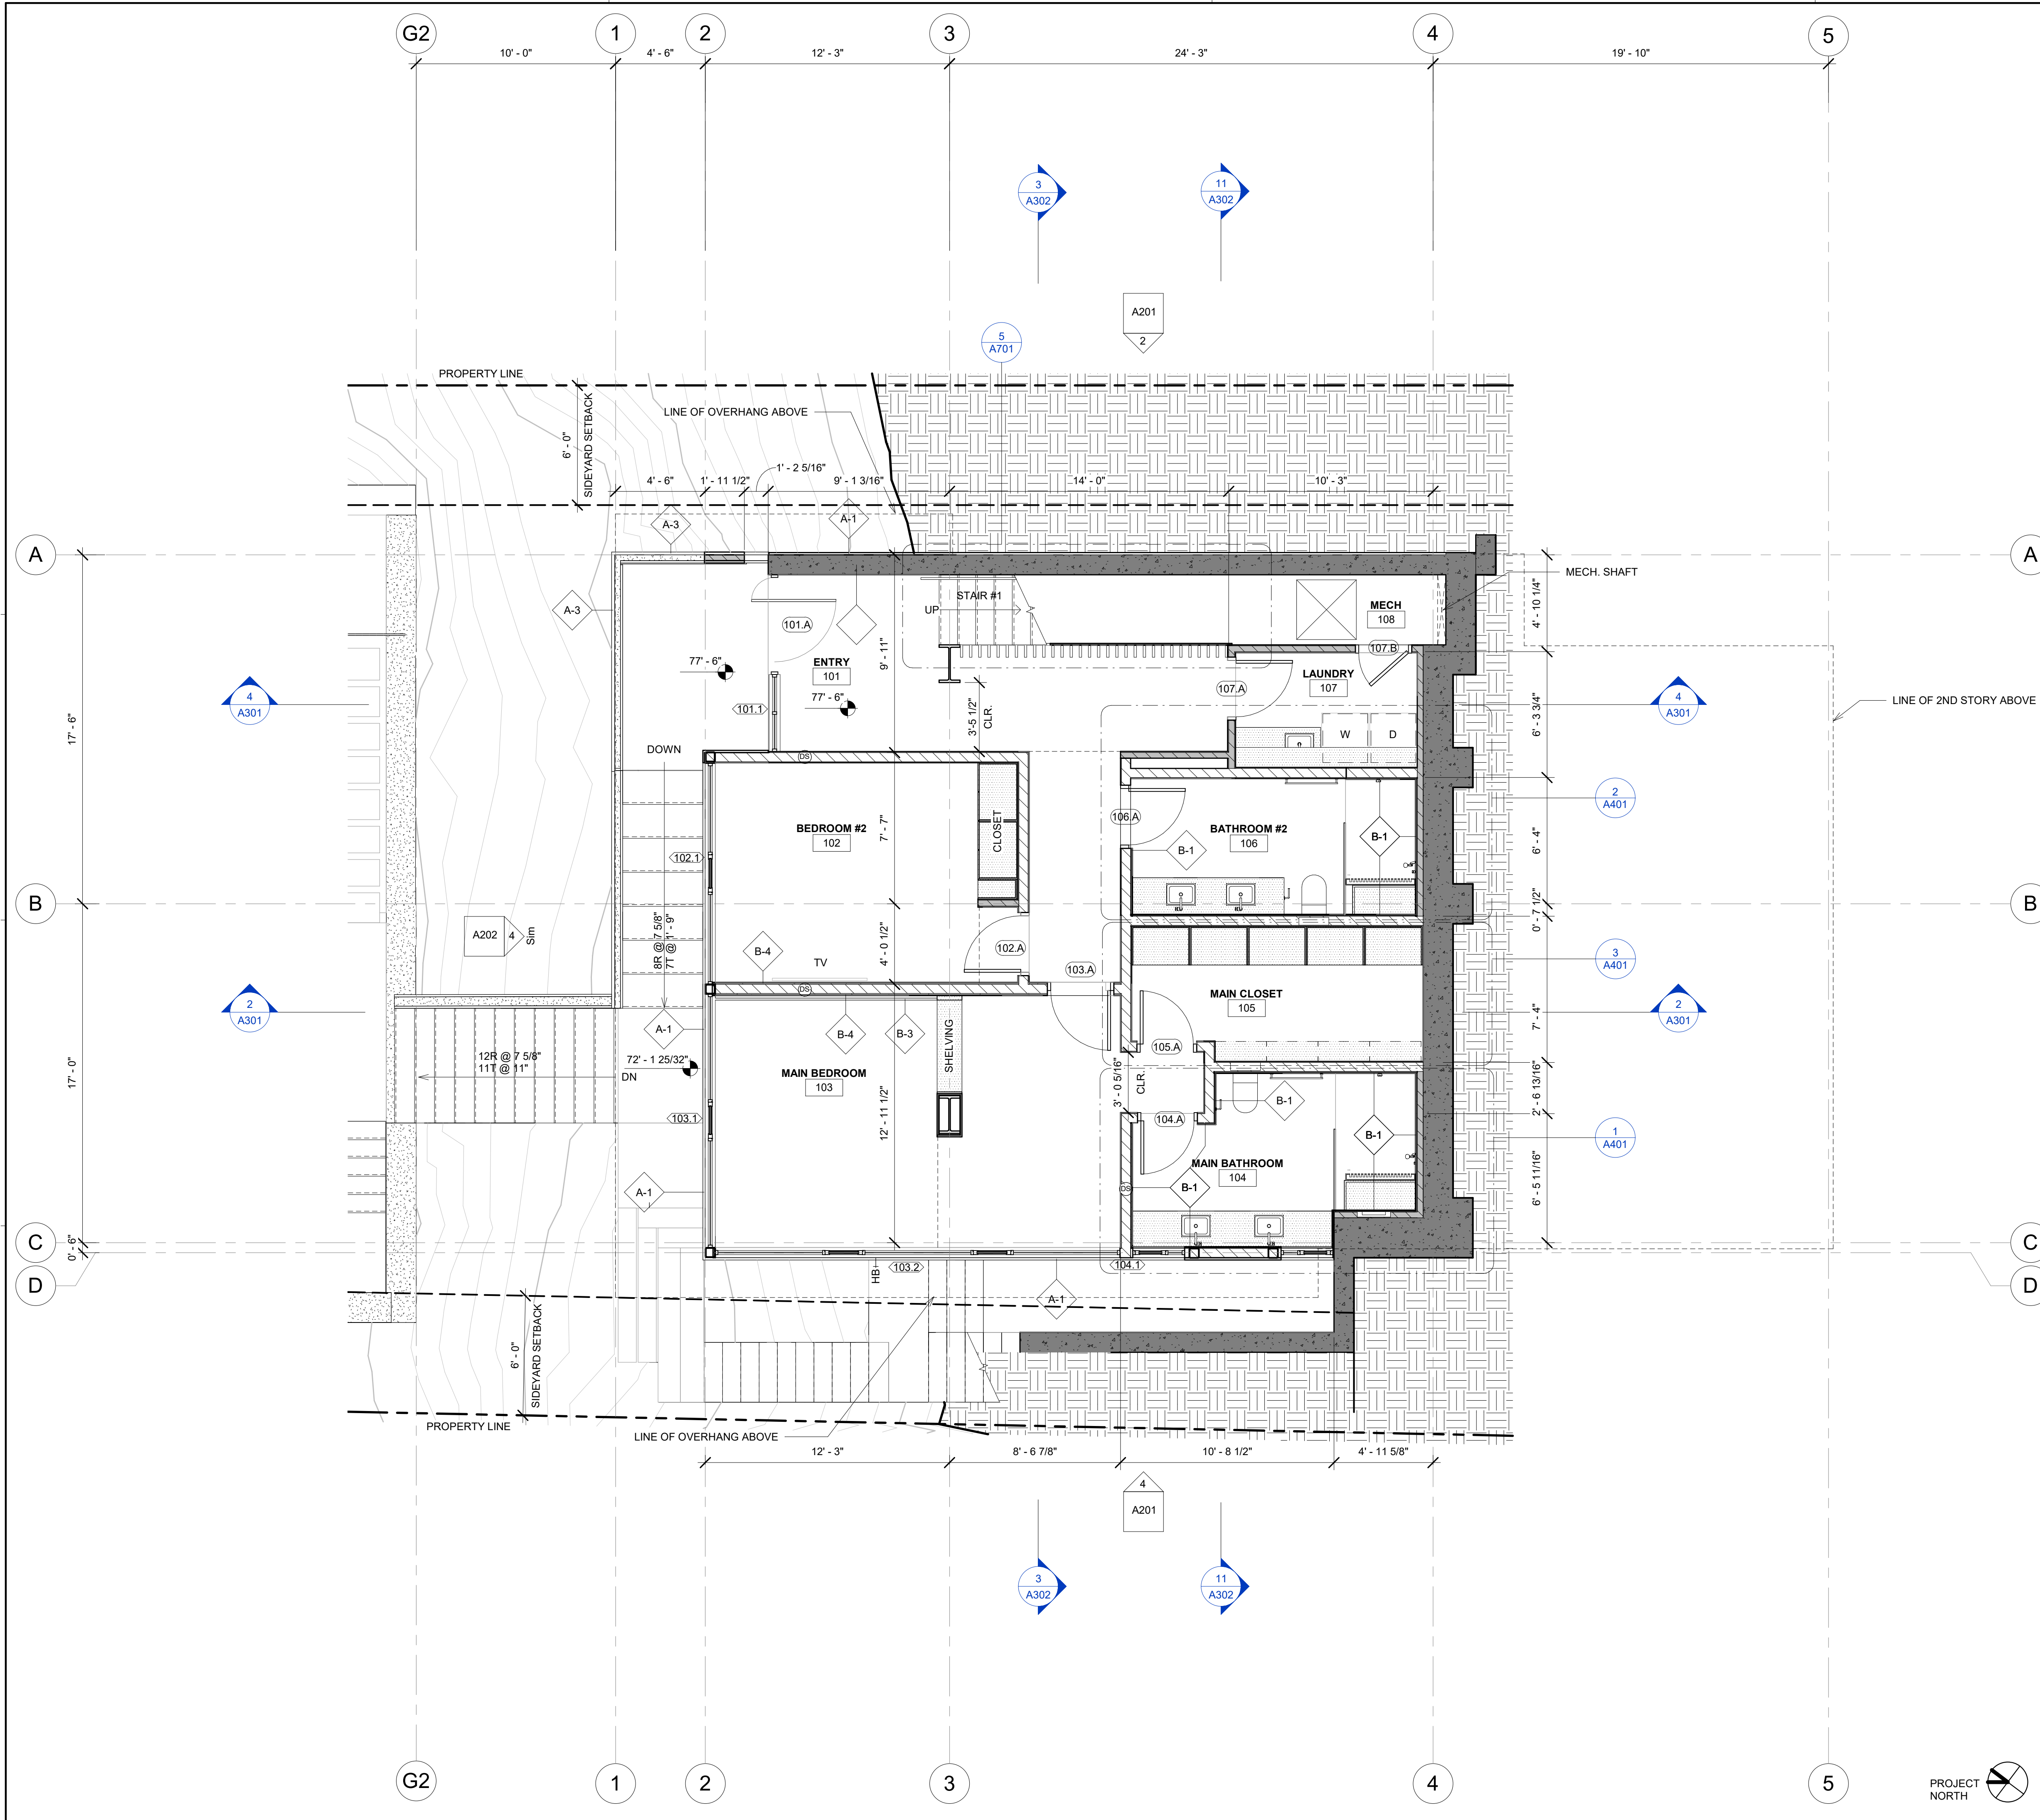 G2
1
2
3
4
5
10' - 0"
4' - 6"
12' - 3"
24' - 3"
19' - 10"
3
A302
11
A302
A201
2
5
A701
PROPERTY LINE
6' - 0"
SIDEYARD SETBACK
LINE OF OVERHANG ABOVE
1' - 2 5/16"
4' - 6"
1' - 11 1/2"
9' - 1 3/16"
14' - 0"
10' - 3"
A-3
A-1
A
A
MECH. SHAFT
A-3
STAIR #1
UP
MECH
108
4' - 10 1/4"
101.A
107.B
77' - 6"
ENTRY
101
9' - 11"
LAUNDRY
107
107.A
77' - 6"
101.1
3'-5 1/2"
CLR.
4
A301
4
A301
LINE OF 2ND STORY ABOVE
6' - 3 3/4"
17' - 6"
W
D
DOWN
DS
2
A401
106.A
BEDROOM #2
102
7' - 7"
CLOSET
BATHROOM #2
106
B-1
B-1
6' - 4"
102.1
B
B
0' - 7 1/2"
A202
4
Sim
8R @ 7 5/8"
7T @ 1' - 9"
B-4
TV
4' - 0 1/2"
102.A
103.A
3
A401
DS
MAIN CLOSET
105
2
A301
2
A301
7' - 4"
A-1
B-4
B-3
SHELVING
105.A
12R @ 7 5/8"
11T @ 11"
DN
72' - 1 25/32"
MAIN BEDROOM
103
17' - 0"
3' - 0 5/16"
CLR.
2' - 6 13/16"
B-1
103.1
12' - 11 1/2"
104.A
B-1
1
A401
MAIN BATHROOM
104
A-1
DS
B-1
6' - 5 11/16"
C
C
0' - 6"
D
D
HB
103.2
104.1
A-1
6' - 0"
SIDEYARD SETBACK
PROPERTY LINE
LINE OF OVERHANG ABOVE
12' - 3"
8' - 6 7/8"
10' - 8 1/2"
4' - 11 5/8"
4
A201
3
A302
11
A302
G2
1
2
3
4
5
PROJECT
NORTH